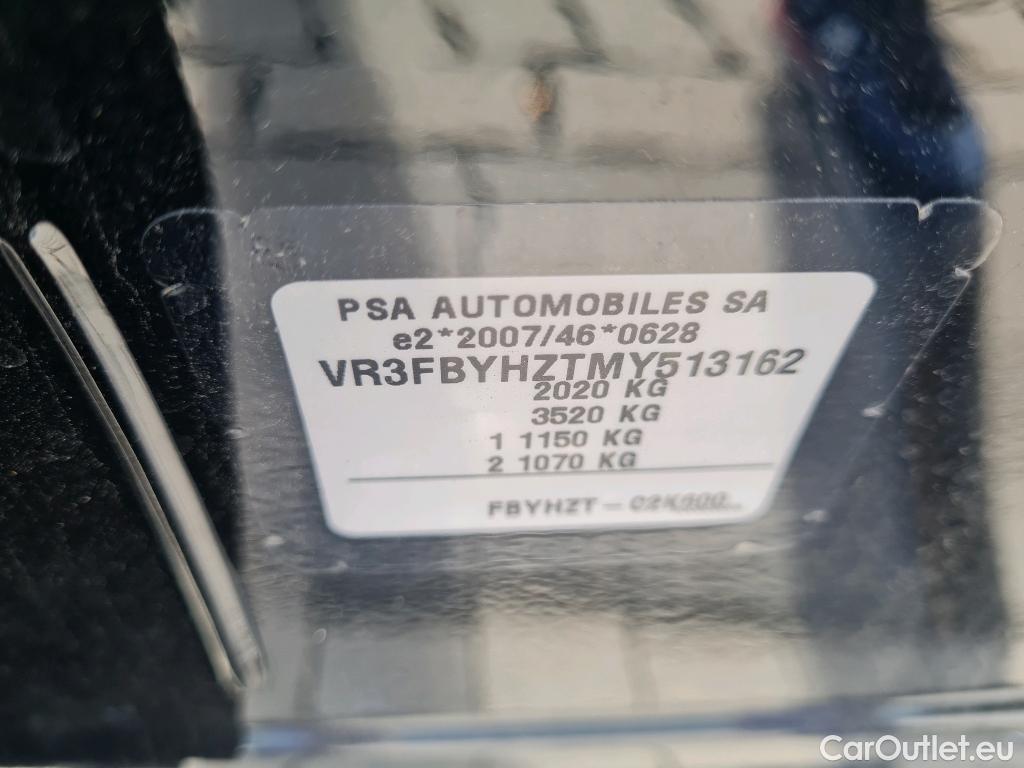 PSA AUTOMOBILES SA
e2*2007/46*0628
VR3FBYHZTMY513162
2020 KG
3520 KG
1 1150 KG
2 1070 KG
FBYHZT –
CarOutlet.eu